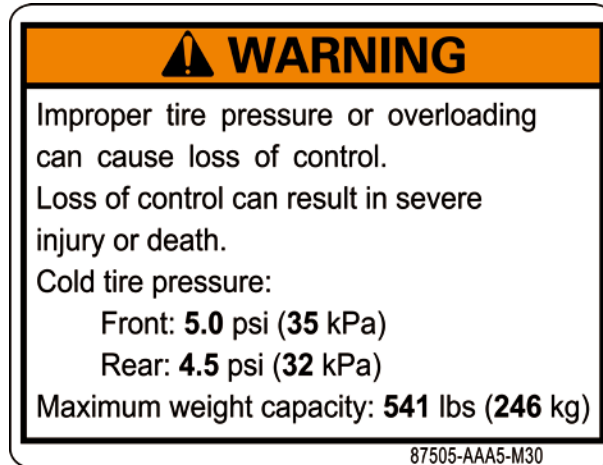 WARNING
Improper tire pressure or overloading
can cause loss of control.
Loss of control can result in severe
injury or death.
Cold tire pressure:
Front: 5.0 psi (35 kPa)
Rear: 4.5 psi (32 kPa)
Maximum weight capacity: 541 lbs (246 kg)
87505-AAA5-M30